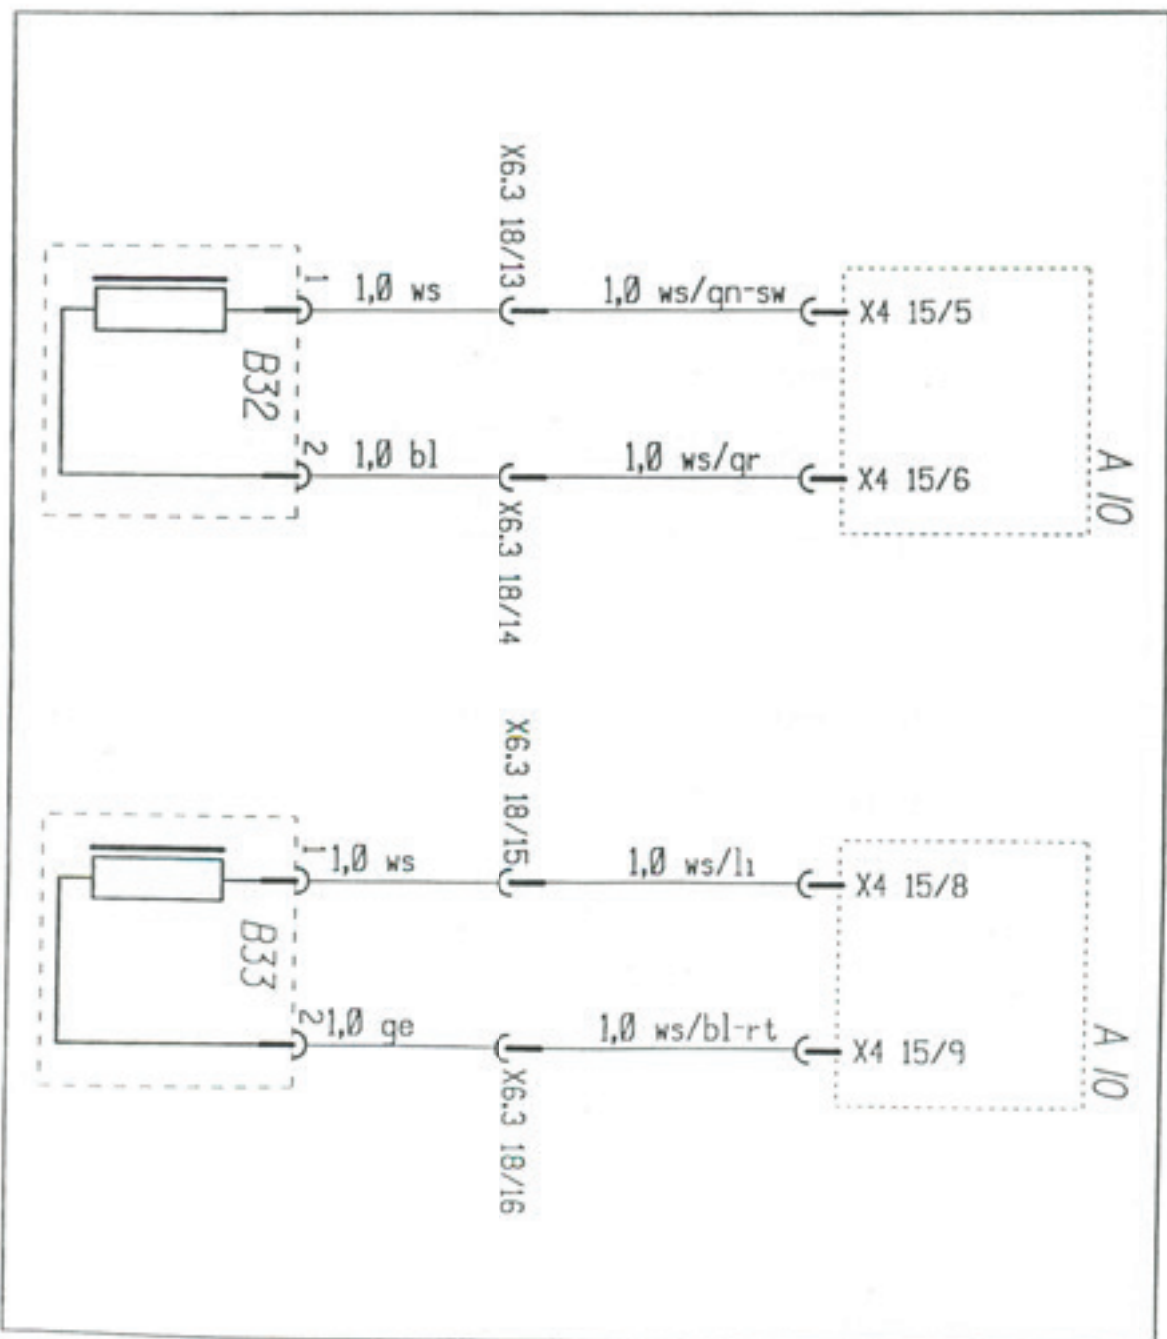 X6.3 18/13
1
1,0 ws
1,0 ws/gn-sw
X4 15/5
B32
2
1,0 bl
1,0 ws/gr
X4 15/6
A 10
X6.3 18/14
X6.3 18/15
1
1,0 ws
1,0 ws/li
X4 15/8
B33
2
1,0 ge
1,0 ws/bl-rt
X4 15/9
A 10
X6.3 18/16